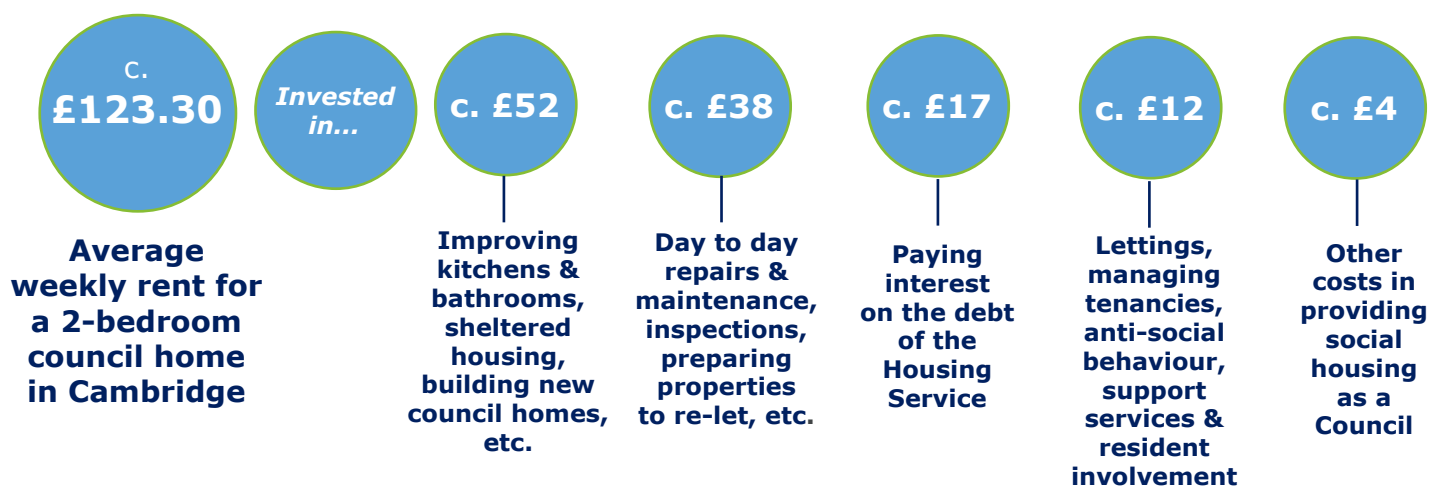 c.
£123.30
Invested
in...
c. £52
c. £38
c. £17
c. £12
c. £4
Average
weekly rent for
a 2-bedroom
council home
in Cambridge
Improving
kitchens &
bathrooms,
sheltered
housing,
building new
council homes,
etc.
Day to day
repairs &
maintenance,
inspections,
preparing
properties
to re-let, etc.
Paying
interest
on the debt
of the
Housing
Service
Lettings,
managing
tenancies,
anti-social
behaviour,
support
services &
resident
involvement
Other
costs in
providing
social
housing
as a
Council